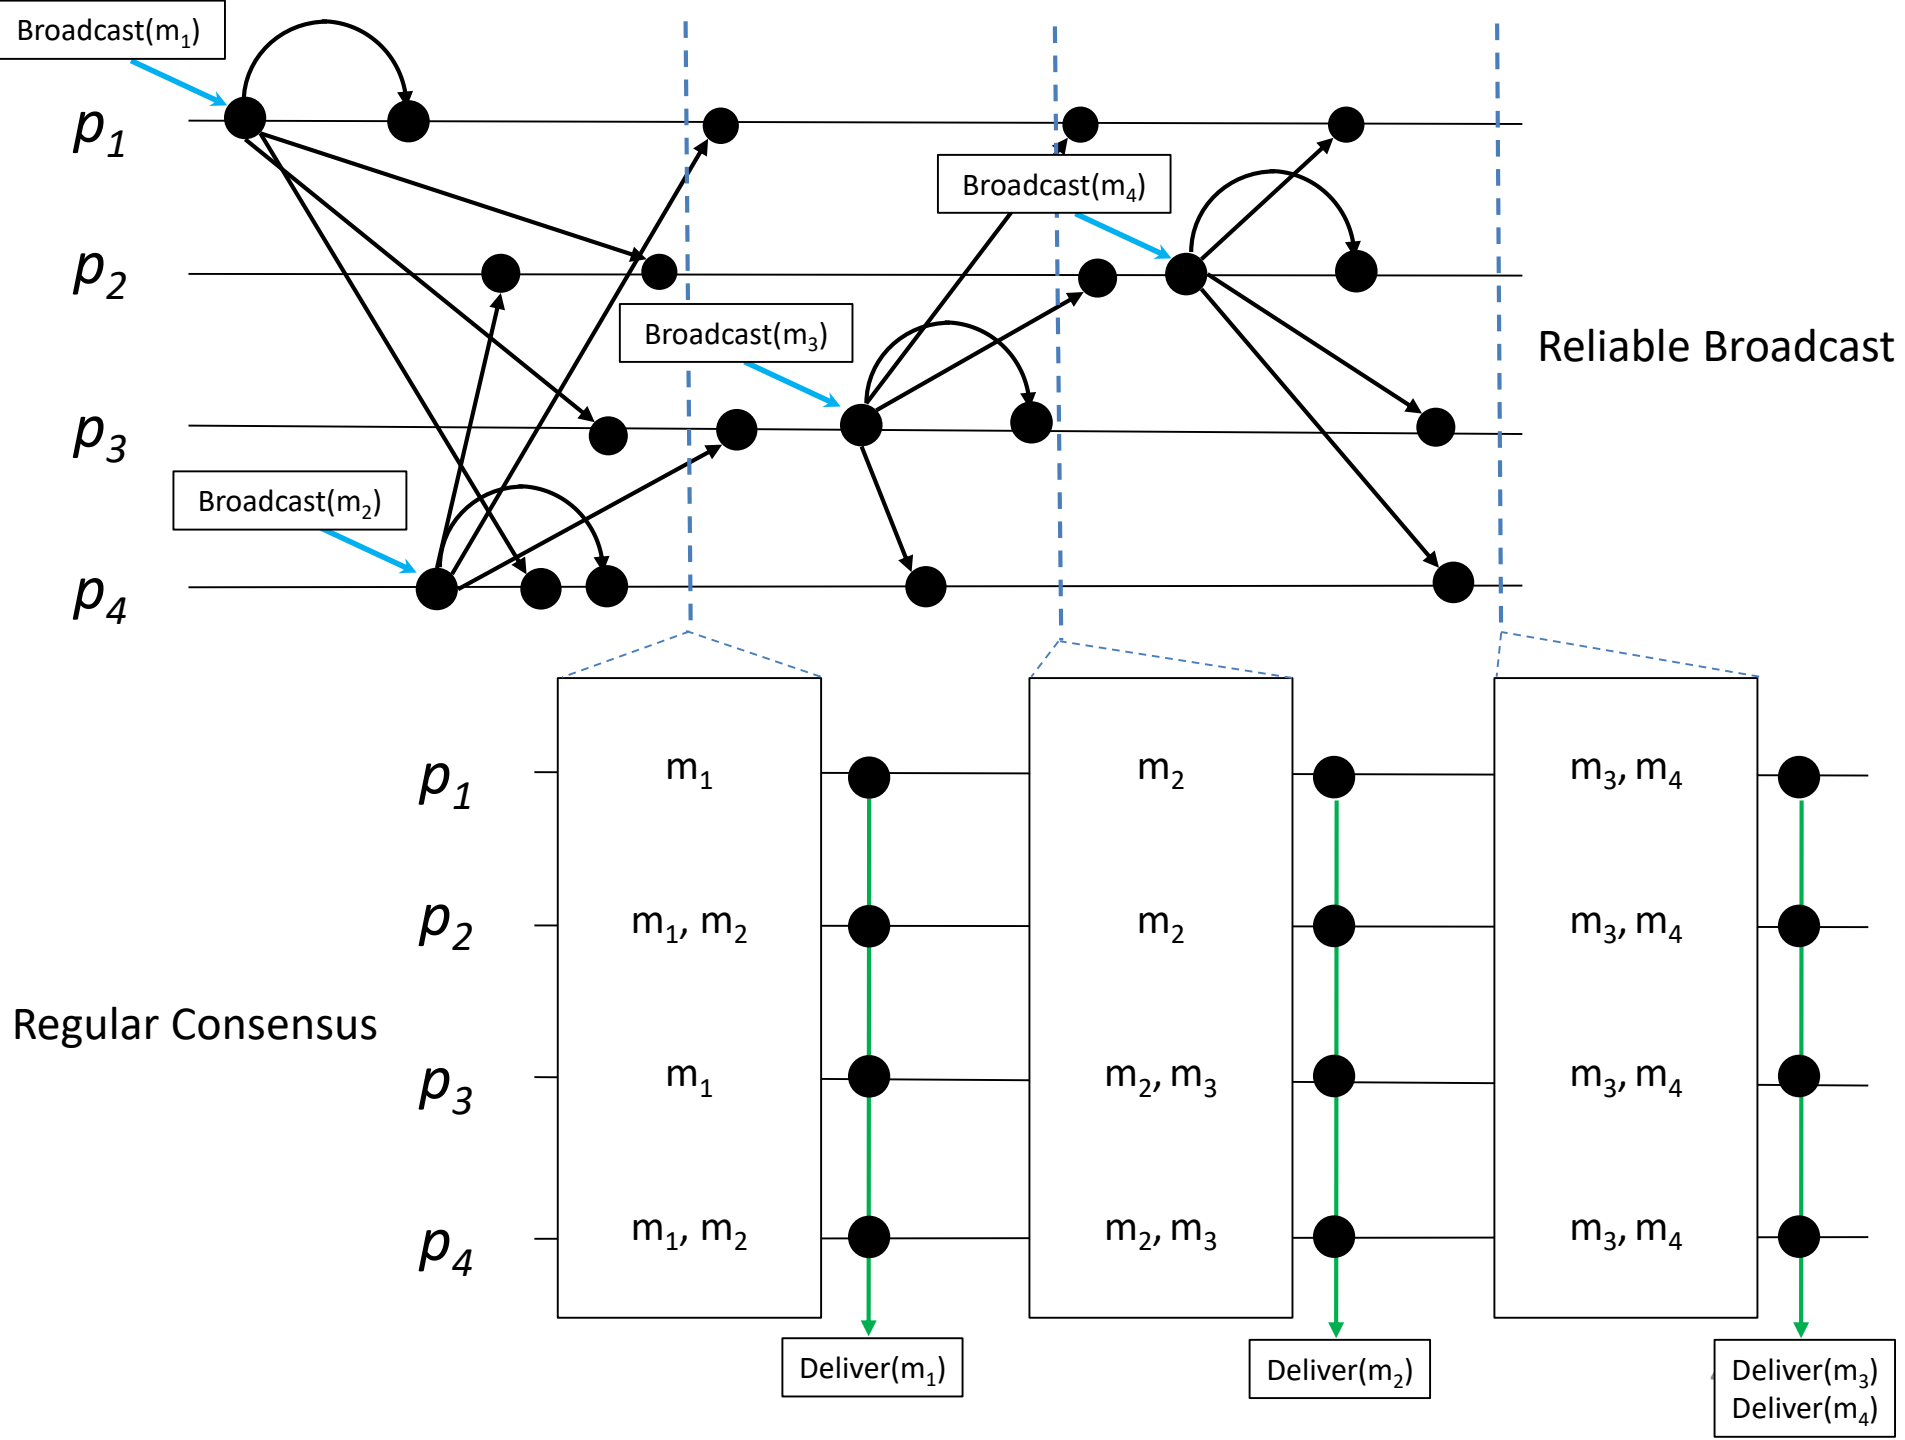 Broadcast(m₁)
p₁
Broadcast(m₄)
p₂
Broadcast(m₃)
Reliable Broadcast
p₃
Broadcast(m₂)
p₄
p₁ m₁ m₂ m₃, m₄
p₂ m₁, m₂ m₂ m₃, m₄
Regular Consensus
p₃ m₁ m₂, m₃ m₃, m₄
p₄ m₁, m₂ m₂, m₃ m₃, m₄
Deliver(m₁)
Deliver(m₂)
Deliver(m₃)
Deliver(m₄)